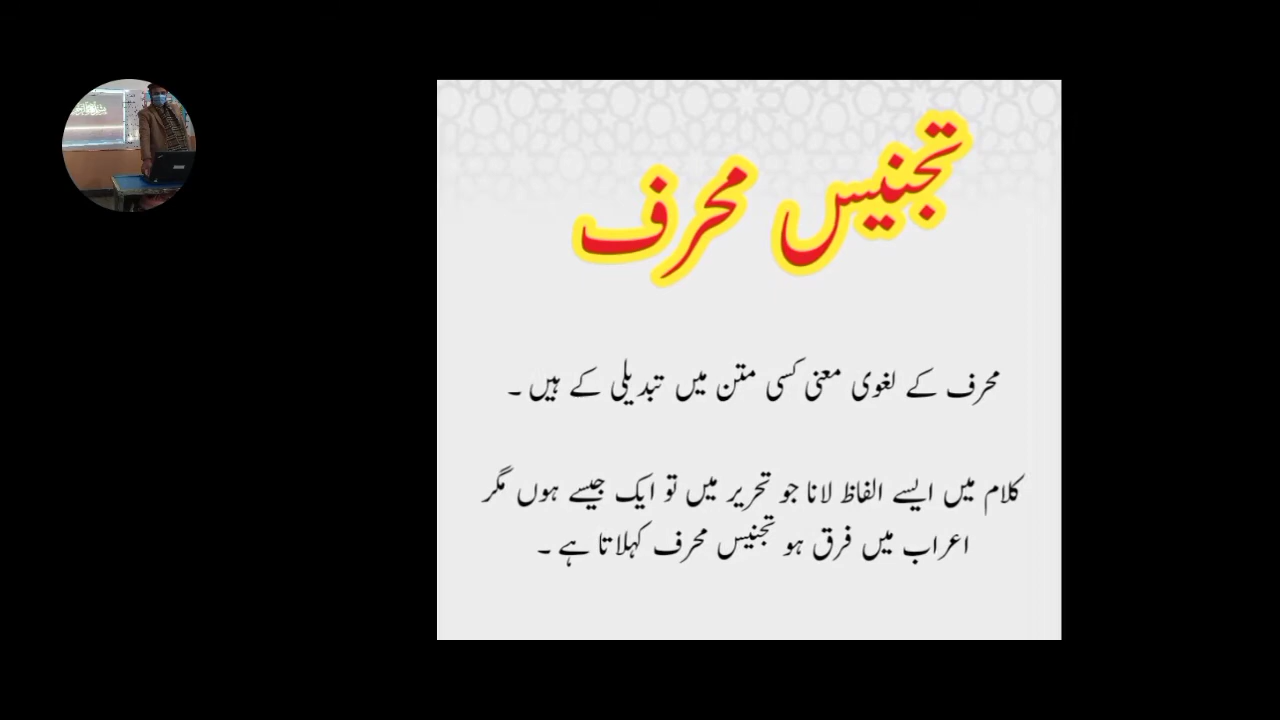 تجنیس محرف
محرف کے لغوی معنی کسی متن میں تبدیلی کے ہیں ۔
کلام میں ایسے الفاظ لانا جو تحریر میں تو ایک جیسے ہوں مگر
اعراب میں فرق ہو تجنیس محرف کہلاتا ہے ۔